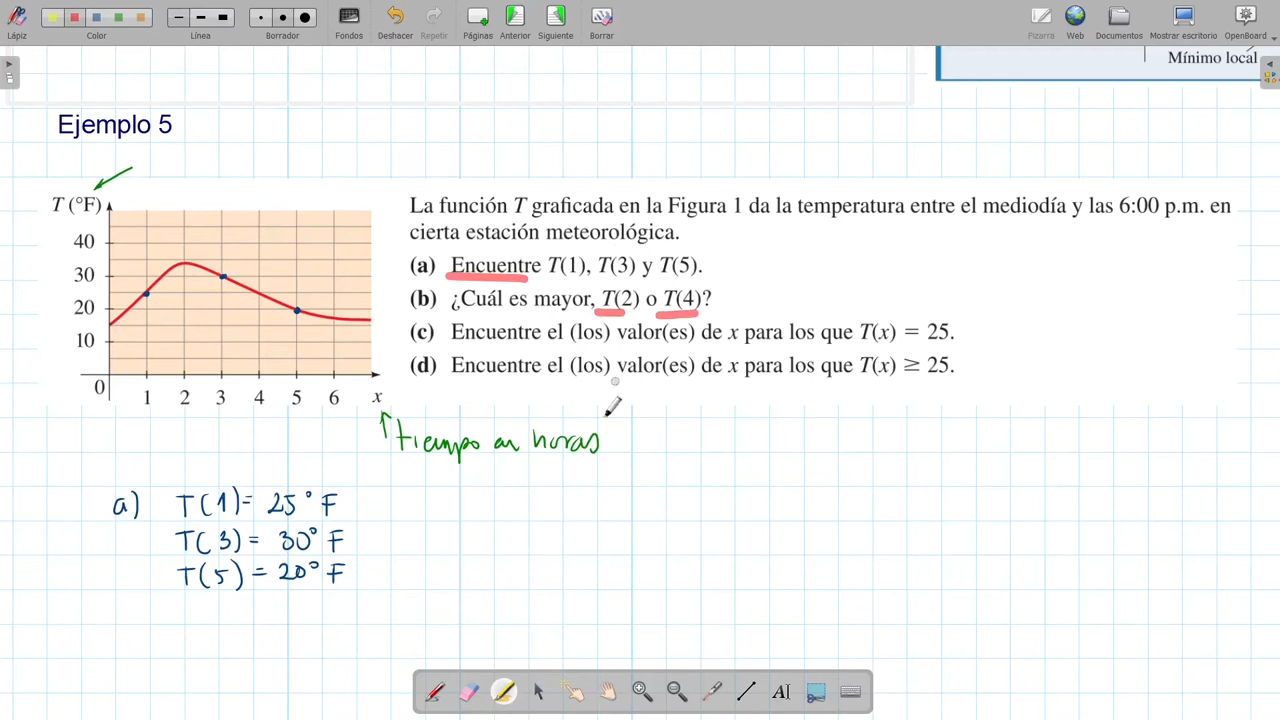 Lápiz
Color
Línea
Borrador
Fondos
Deshacer
Repetir
Páginas
Anterior
Siguiente
Borrar
Pizarra
Web
Documentos
Mostrar escritorio
OpenBoard
Mínimo local
Ejemplo 5
T (°F)
40
30
20
10
0
1 2 3 4 5 6 x
La función T graficada en la Figura 1 da la temperatura entre el mediodía y las 6:00 p.m. en
cierta estación meteorológica.
(a) Encuentre T(1), T(3) y T(5).
(b) ¿Cuál es mayor, T(2) o T(4)?
(c) Encuentre el (los) valor(es) de x para los que T(x) = 25.
(d) Encuentre el (los) valor(es) de x para los que T(x) ≥ 25.
tiempo en horas
a) T(1) = 25° F
T(3) = 30° F
T(5) = 20° F
AI